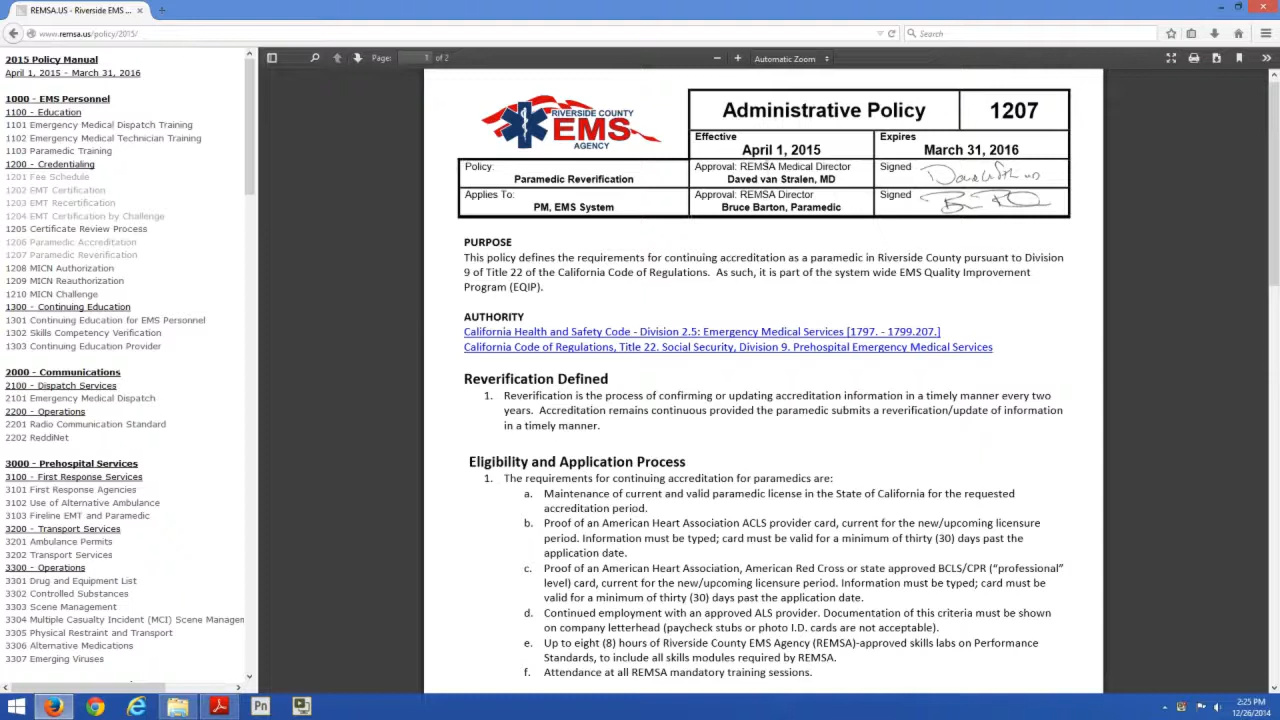 REMSA.US - Riverside EMS ...
www.remsa.us/policy/2015/
Search
Page: 1 of 2
Automatic Zoom
2015 Policy Manual
April 1, 2015 - March 31, 2016
1000 - EMS Personnel
1100 - Education
1101 Emergency Medical Dispatch Training
1102 Emergency Medical Technician Training
1103 Paramedic Training
1200 - Credentialing
1201 Fee Schedule
1202 EMT Certification
1203 EMT Recertification
1204 EMT Certification by Challenge
1205 Certificate Review Process
1206 Paramedic Accreditation
1207 Paramedic Reverification
1208 MICN Authorization
1209 MICN Reauthorization
1210 MICN Challenge
1300 - Continuing Education
1301 Continuing Education for EMS Personnel
1302 Skills Competency Verification
1303 Continuing Education Provider
2000 - Communications
2100 - Dispatch Services
2101 Emergency Medical Dispatch
2200 - Operations
2201 Radio Communication Standard
2202 ReddiNet
3000 - Prehospital Services
3100 - First Response Services
3101 First Response Agencies
3102 Use of Alternative Ambulance
3103 Fireline EMT and Paramedic
3200 - Transport Services
3201 Ambulance Permits
3202 Transport Services
3300 - Operations
3301 Drug and Equipment List
3302 Controlled Substances
3303 Scene Management
3304 Multiple Casualty Incident (MCI) Scene Managem
3305 Physical Restraint and Transport
3306 Alternative Medications
3307 Emerging Viruses
RIVERSIDE COUNTY
EMS
AGENCY
Administrative Policy 1207
Effective Expires
April 1, 2015 March 31, 2016
Policy: Approval: REMSA Medical Director Signed
Paramedic Reverification Daved van Stralen, MD
Applies To: Approval: REMSA Director Signed
PM, EMS System Bruce Barton, Paramedic
PURPOSE
This policy defines the requirements for continuing accreditation as a paramedic in Riverside County pursuant to Division
9 of Title 22 of the California Code of Regulations. As such, it is part of the system wide EMS Quality Improvement
Program (EQIP).
AUTHORITY
California Health and Safety Code - Division 2.5: Emergency Medical Services [1797. - 1799.207.]
California Code of Regulations, Title 22. Social Security, Division 9. Prehospital Emergency Medical Services
Reverification Defined
1. Reverification is the process of confirming or updating accreditation information in a timely manner every two
years. Accreditation remains continuous provided the paramedic submits a reverification/update of information
in a timely manner.
Eligibility and Application Process
1. The requirements for continuing accreditation for paramedics are:
a. Maintenance of current and valid paramedic license in the State of California for the requested
accreditation period.
b. Proof of an American Heart Association ACLS provider card, current for the new/upcoming licensure
period. Information must be typed; card must be valid for a minimum of thirty (30) days past the
application date.
c. Proof of an American Heart Association, American Red Cross or state approved BCLS/CPR (“professional”
level) card, current for the new/upcoming licensure period. Information must be typed; card must be
valid for a minimum of thirty (30) days past the application date.
d. Continued employment with an approved ALS provider. Documentation of this criteria must be shown
on company letterhead (paycheck stubs or photo I.D. cards are not acceptable).
e. Up to eight (8) hours of Riverside County EMS Agency (REMSA)-approved skills labs on Performance
Standards, to include all skills modules required by REMSA.
f. Attendance at all REMSA mandatory training sessions.
Pn
2:25 PM
12/26/2014